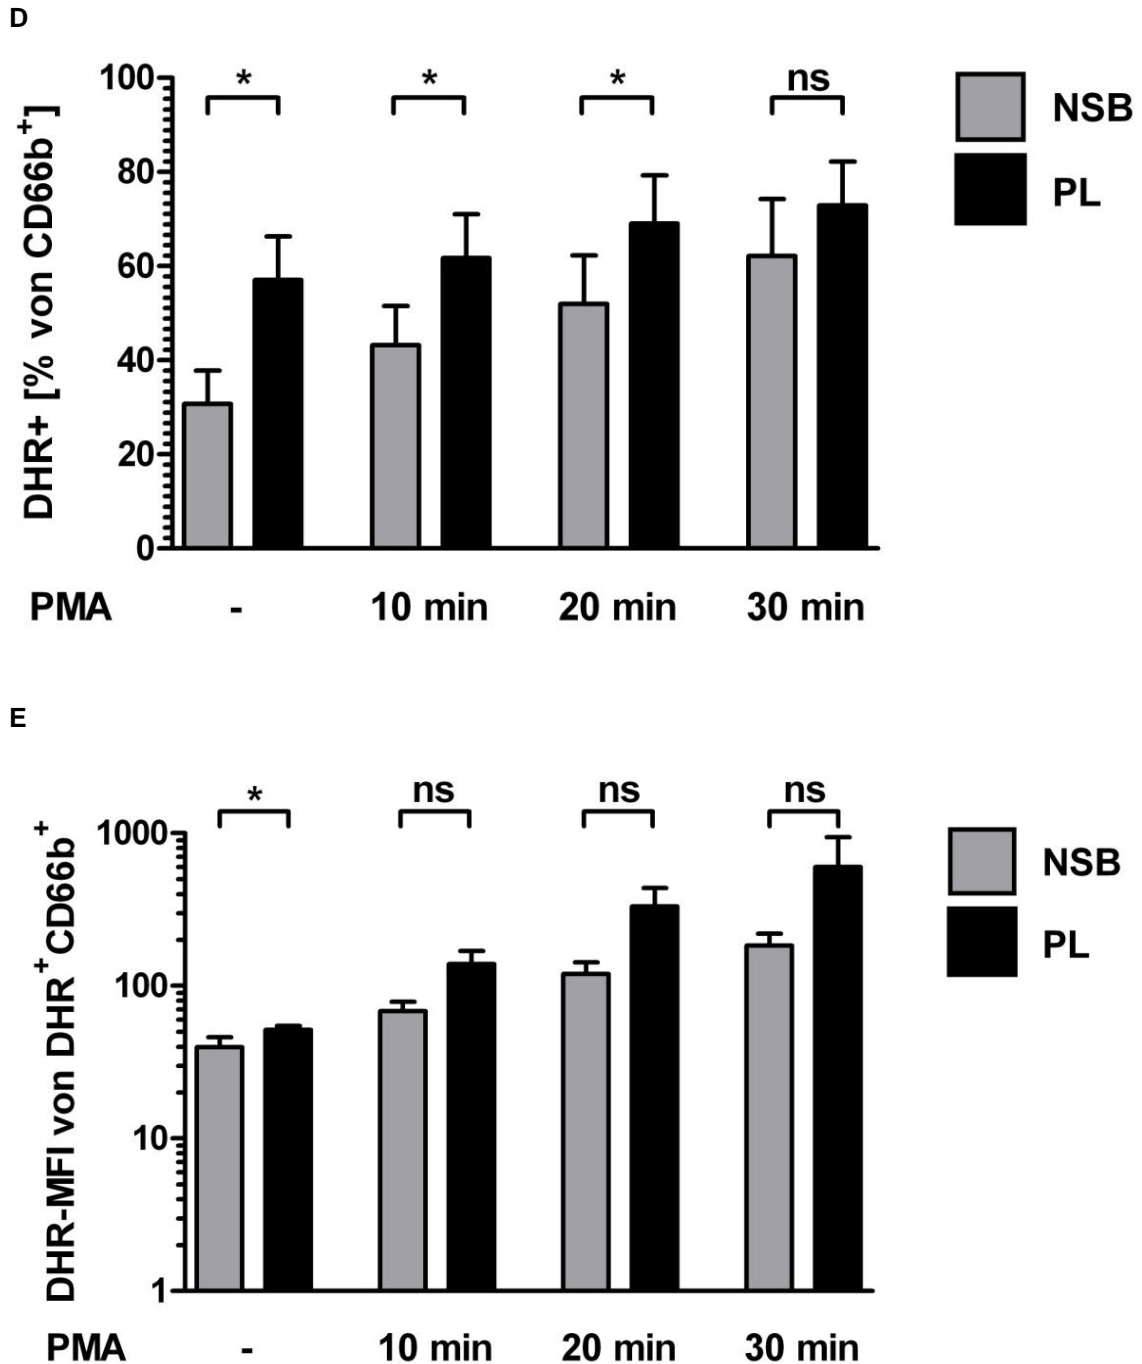 D
DHR+ [% von CD66b⁺]
100
80
60
40
20
0
* * * ns
NSB
PL
PMA - 10 min 20 min 30 min
E
DHR-MFI von DHR⁺CD66b⁺
1000
100
10
1
* ns ns ns
NSB
PL
PMA - 10 min 20 min 30 min